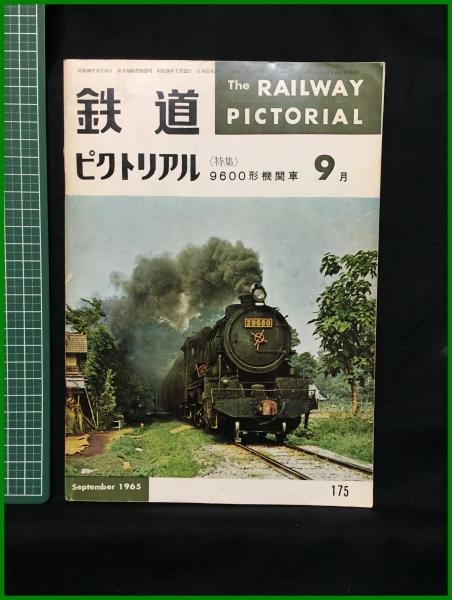 The RAILWAY
PICTORIAL
鉄道
ピクトリアル
〈特集〉
9600形機関車
9月
29680
September 1965
175